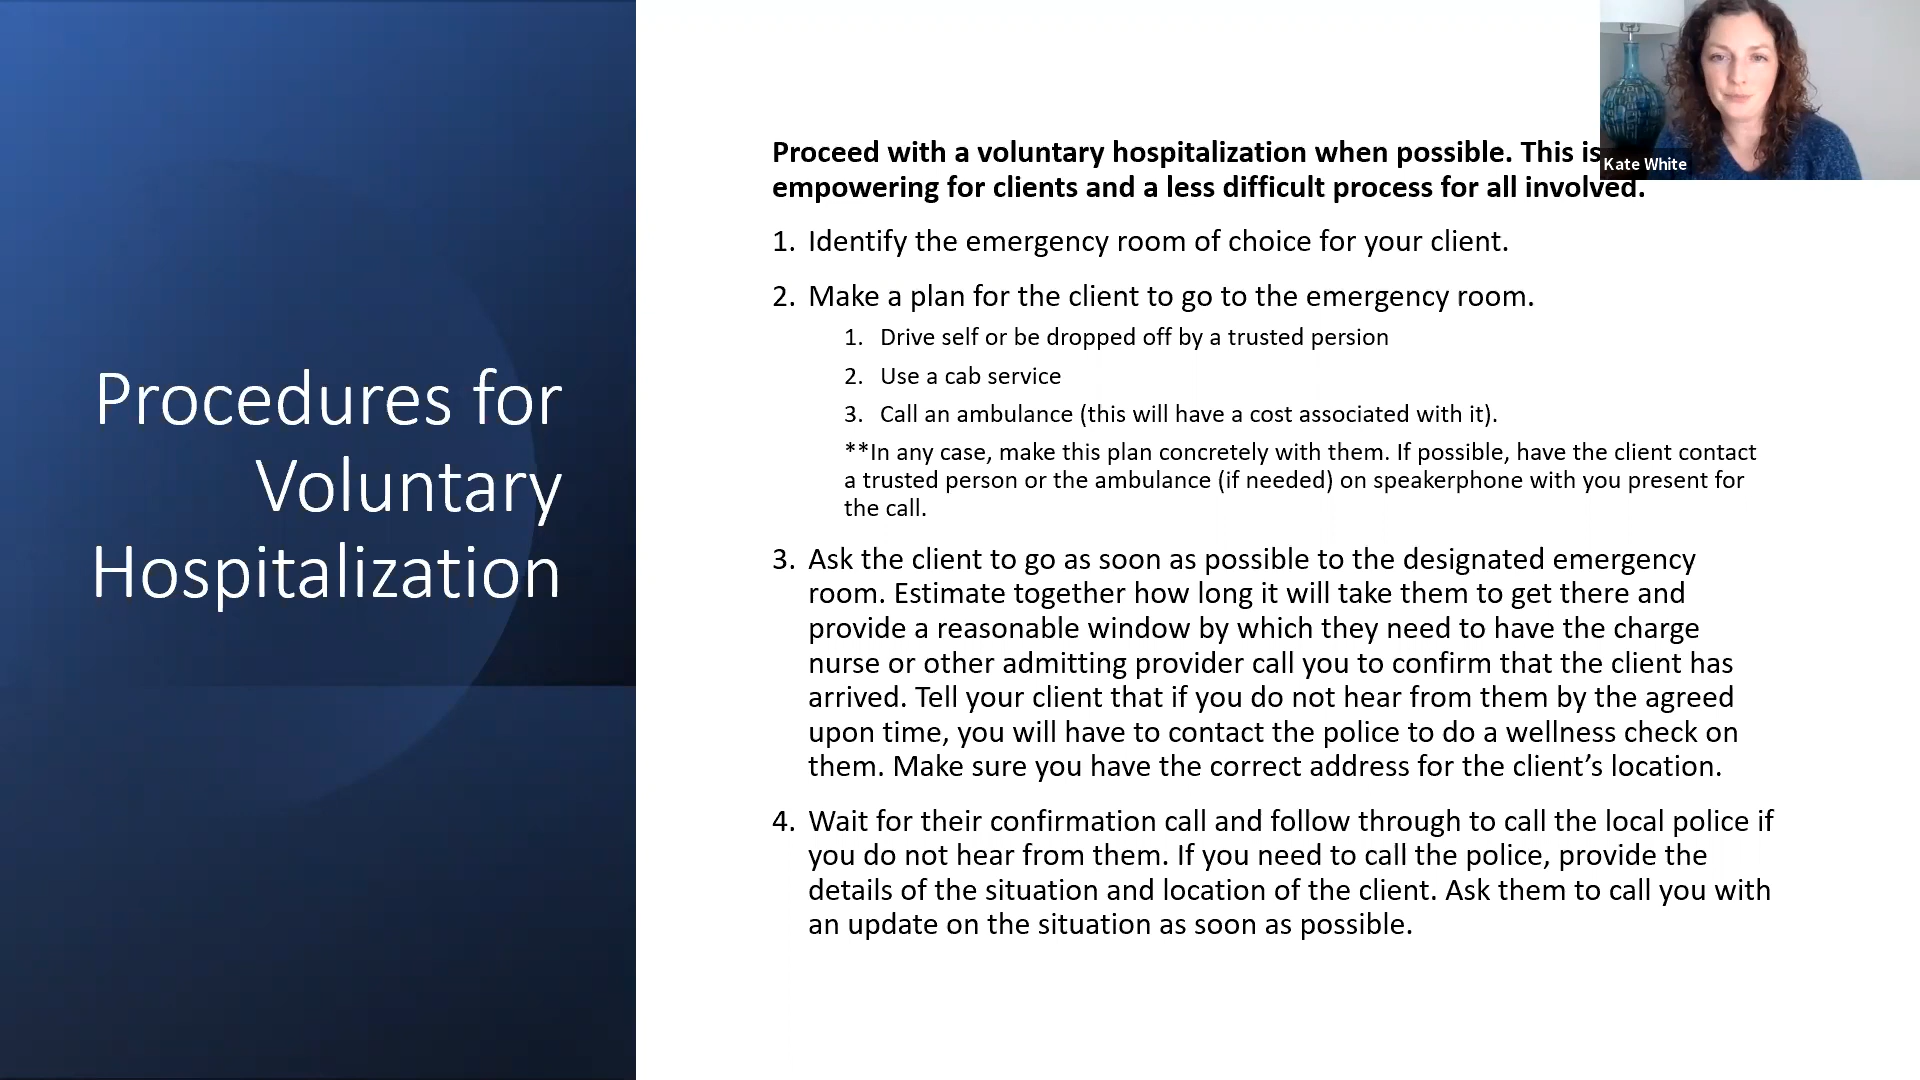 Procedures for
Voluntary
Hospitalization
Proceed with a voluntary hospitalization when possible. This is
empowering for clients and a less difficult process for all involved.
1. Identify the emergency room of choice for your client.
2. Make a plan for the client to go to the emergency room.
1. Drive self or be dropped off by a trusted person
2. Use a cab service
3. Call an ambulance (this will have a cost associated with it).
**In any case, make this plan concretely with them. If possible, have the client contact
a trusted person or the ambulance (if needed) on speakerphone with you present for
the call.
3. Ask the client to go as soon as possible to the designated emergency
room. Estimate together how long it will take them to get there and
provide a reasonable window by which they need to have the charge
nurse or other admitting provider call you to confirm that the client has
arrived. Tell your client that if you do not hear from them by the agreed
upon time, you will have to contact the police to do a wellness check on
them. Make sure you have the correct address for the client’s location.
4. Wait for their confirmation call and follow through to call the local police if
you do not hear from them. If you need to call the police, provide the
details of the situation and location of the client. Ask them to call you with
an update on the situation as soon as possible.
Kate White